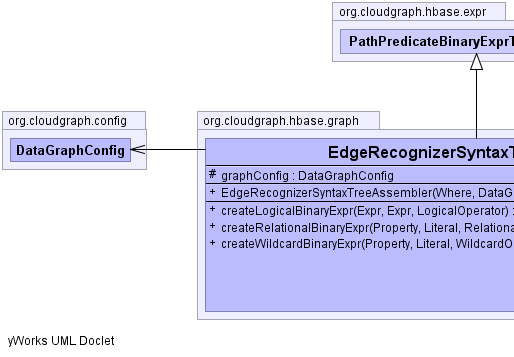 org.cloudgraph.hbase.expr
PathPredicateBinaryExprT
org.cloudgraph.config
DataGraphConfig
org.cloudgraph.hbase.graph
EdgeRecognizerSyntaxT
# graphConfig : DataGraphConfig
+ EdgeRecognizerSyntaxTreeAssembler(Where, DataG
+ createLogicalBinaryExpr(Expr, Expr, LogicalOperator) :
+ createRelationalBinaryExpr(Property, Literal, Relationa
+ createWildcardBinaryExpr(Property, Literal, WildcardO
yWorks UML Doclet